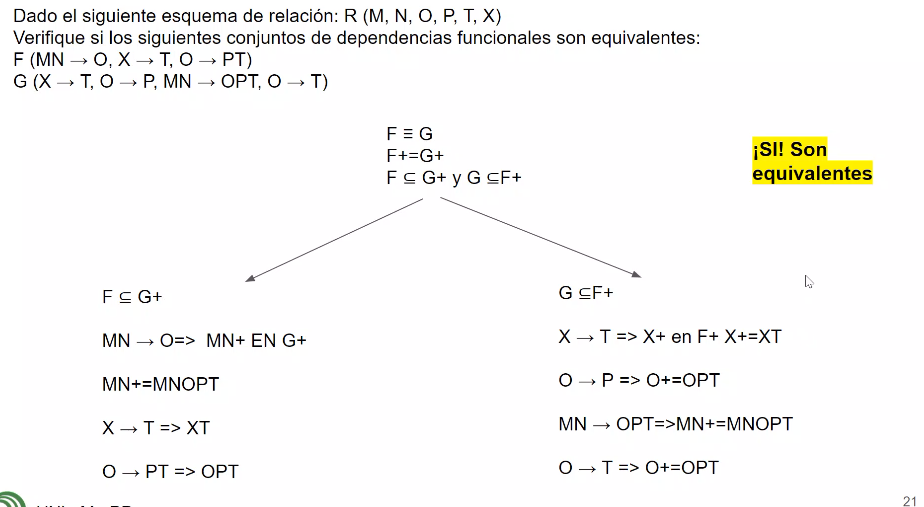 Dado el siguiente esquema de relación: R (M, N, O, P, T, X)
Verifique si los siguientes conjuntos de dependencias funcionales son equivalentes:
F (MN → O, X → T, O → PT)
G (X → T, O → P, MN → OPT, O → T)
F ≡ G
F+=G+
F ⊆ G+ y G ⊆F+
¡SI! Son
equivalentes
F ⊆ G+
MN → O=> MN+ EN G+
MN+=MNOPT
X → T => XT
O → PT => OPT
G ⊆F+
X → T => X+ en F+ X+=XT
O → P => O+=OPT
MN → OPT=>MN+=MNOPT
O → T => O+=OPT
21